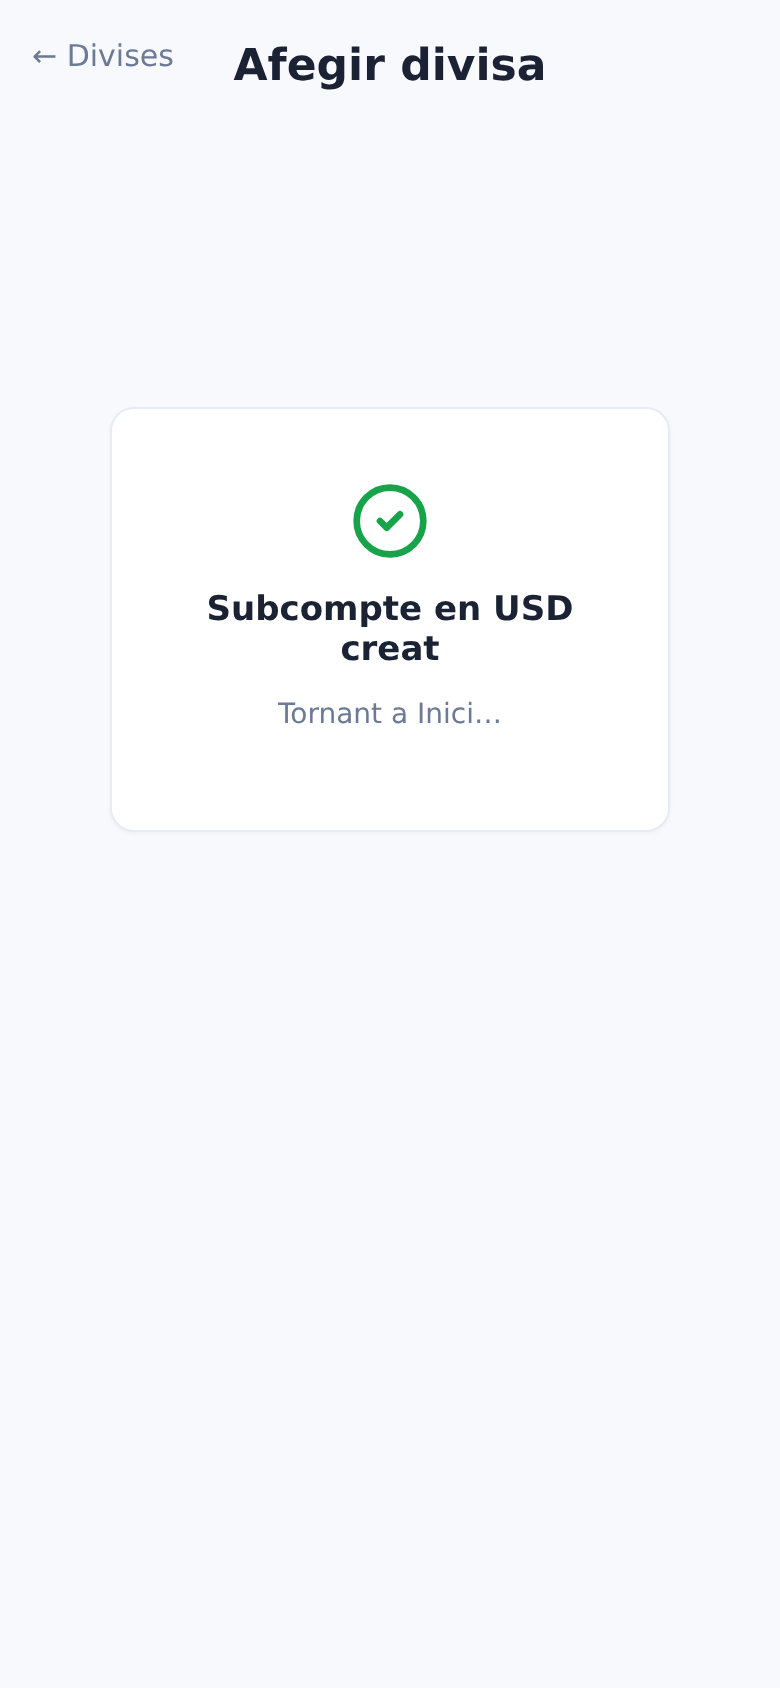 ← Divises
Afegir divisa
Subcompte en USD
creat
Tornant a Inici...